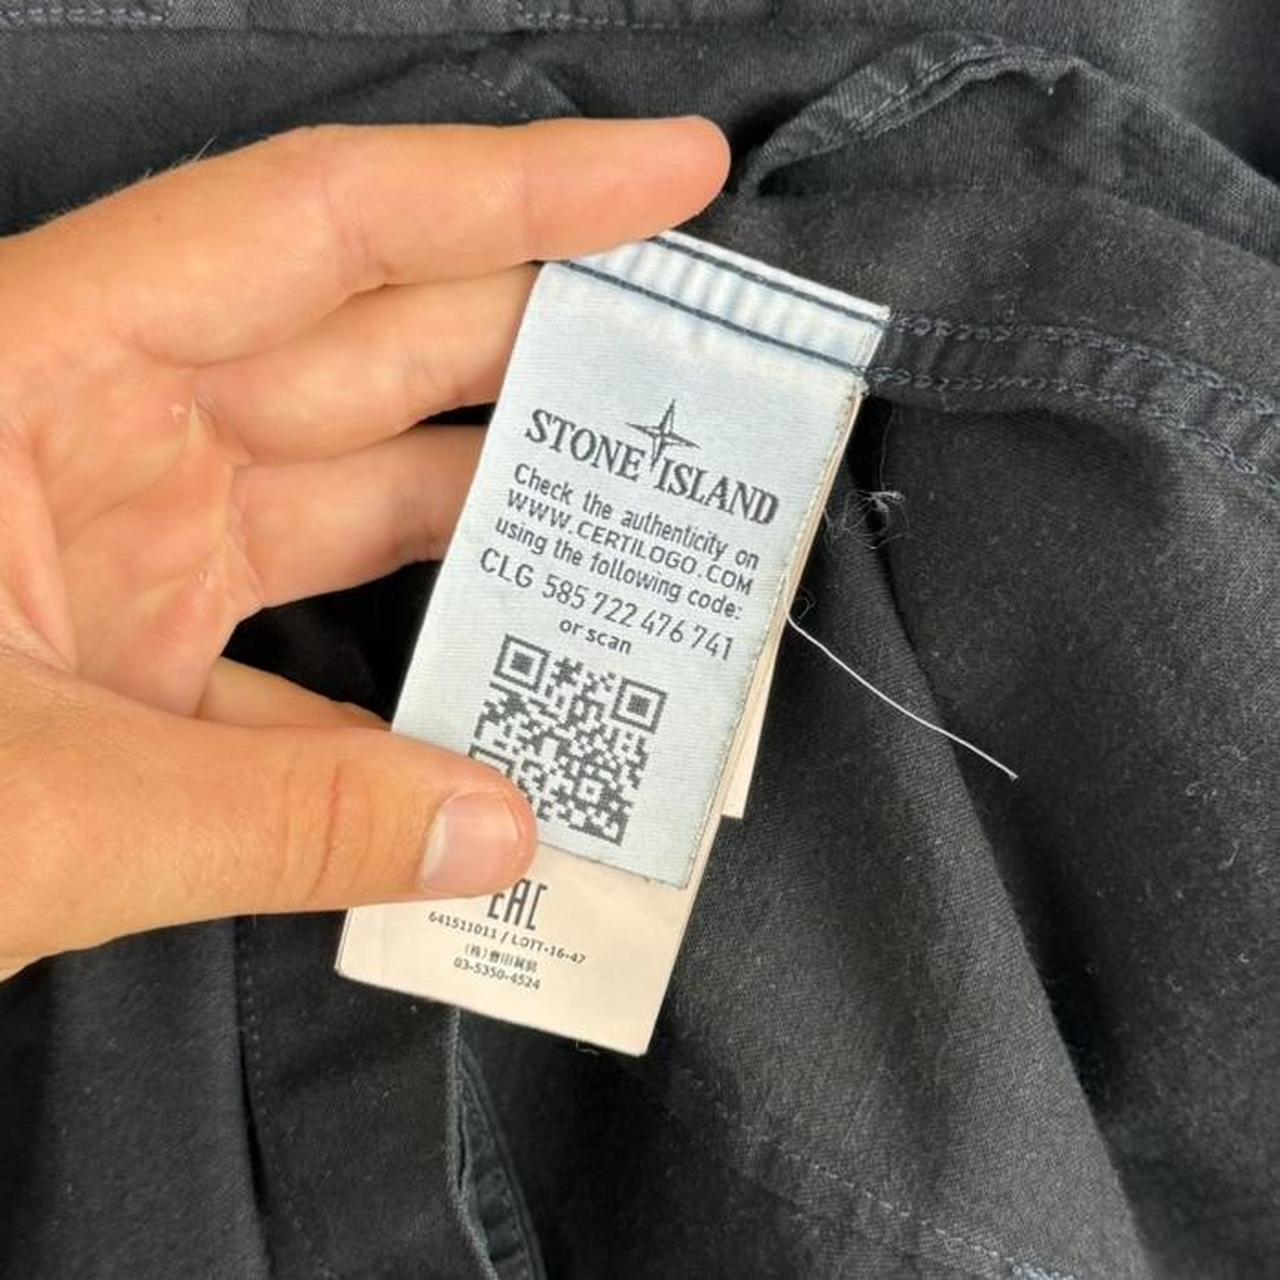 STONE ISLAND
Check the authenticity on
WWW.CERTILOGO.COM
using the following code:
CLG 585 722 476 741
or scan
EAC
641511011 / LOTT-16-47
(株)
03-5350-4524